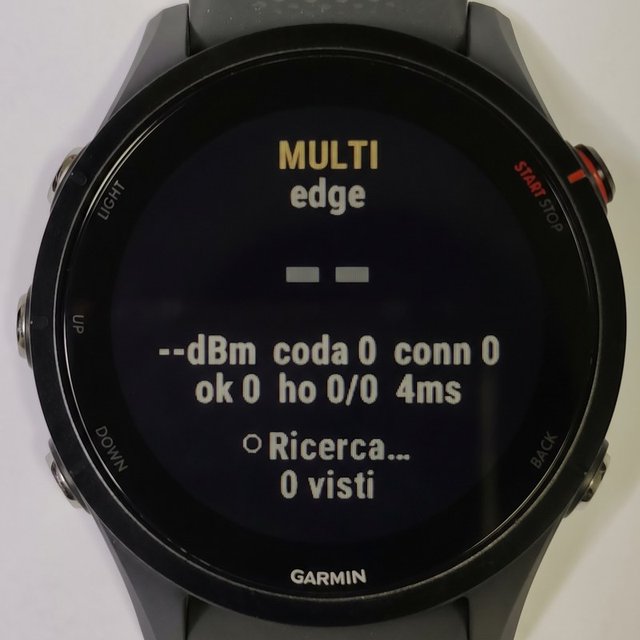 MULTI
edge
START STOP
LIGHT
-- 
UP
--dBm coda 0 conn 0
ok 0 ho 0/0 4ms
DOWN
Ricerca...
BACK
0 visti
GARMIN